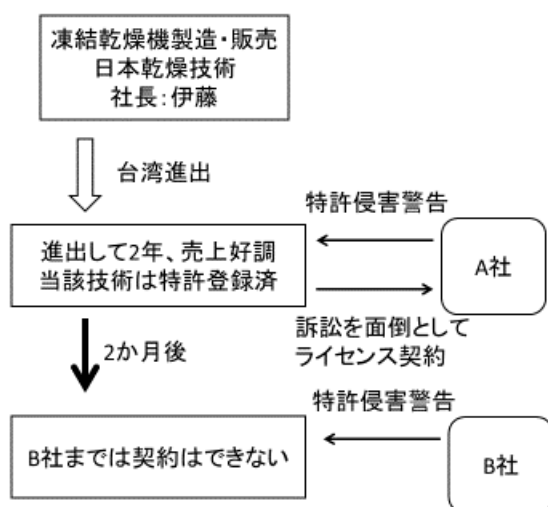 凍結乾燥機製造・販売
日本乾燥技術
社長:伊藤
台湾進出
特許侵害警告
進出して2年、売上好調
当該技術は特許登録済
A社
訴訟を面倒として
ライセンス契約
2か月後
特許侵害警告
B社までは契約はできない
B社